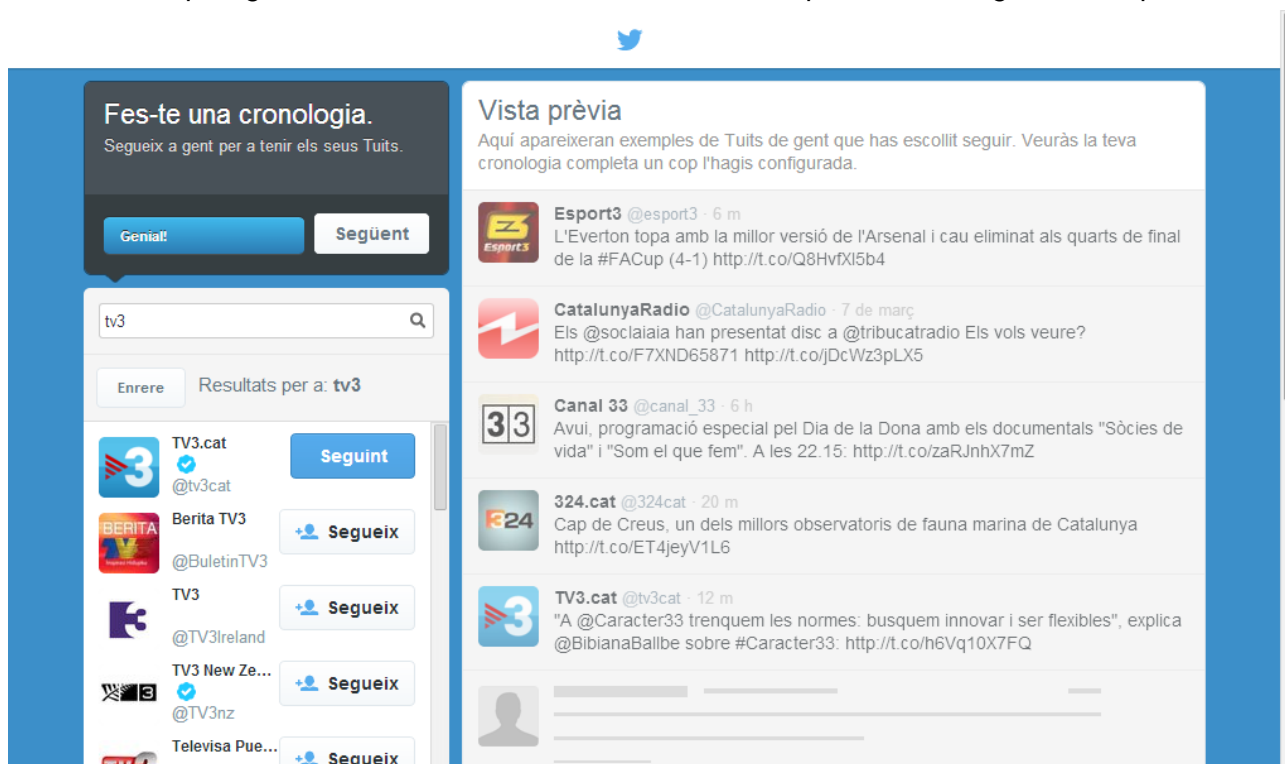 Fes-te una cronologia.
Segueix a gent per a tenir els seus Tuits.
Genial!
Següent
tv3
Enrere
Resultats per a: tv3
TV3.cat
@tv3cat
Seguint
BERITA
Berita TV3
@BuletinTV3
Segueix
TV3
@TV3Ireland
Segueix
TV3 New Ze...
@TV3nz
Segueix
Televisa Pue...
Segueix
Vista prèvia
Aquí apareixeran exemples de Tuits de gent que has escollit seguir. Veuràs la teva
cronologia completa un cop l'hagis configurada.
Esport3
Esport3 @esport3 · 6 m
L'Everton topa amb la millor versió de l'Arsenal i cau eliminat als quarts de final
de la #FACup (4-1) http://t.co/Q8HvfXl5b4
CatalunyaRadio @CatalunyaRadio · 7 de març
Els @soclaiaia han presentat disc a @tribucatradio Els vols veure?
http://t.co/F7XND65871 http://t.co/jDcWz3pLX5
33
Canal 33 @canal_33 · 6 h
Avui, programació especial pel Dia de la Dona amb els documentals "Sòcies de
vida" i "Som el que fem". A les 22.15: http://t.co/zaRJnhX7mZ
324
324.cat @324cat · 20 m
Cap de Creus, un dels millors observatoris de fauna marina de Catalunya
http://t.co/ET4jeyV1L6
3
TV3.cat @tv3cat · 12 m
"A @Caracter33 trenquem les normes: busquem innovar i ser flexibles", explica
@BibianaBallbe sobre #Caracter33: http://t.co/h6Vq10X7FQ